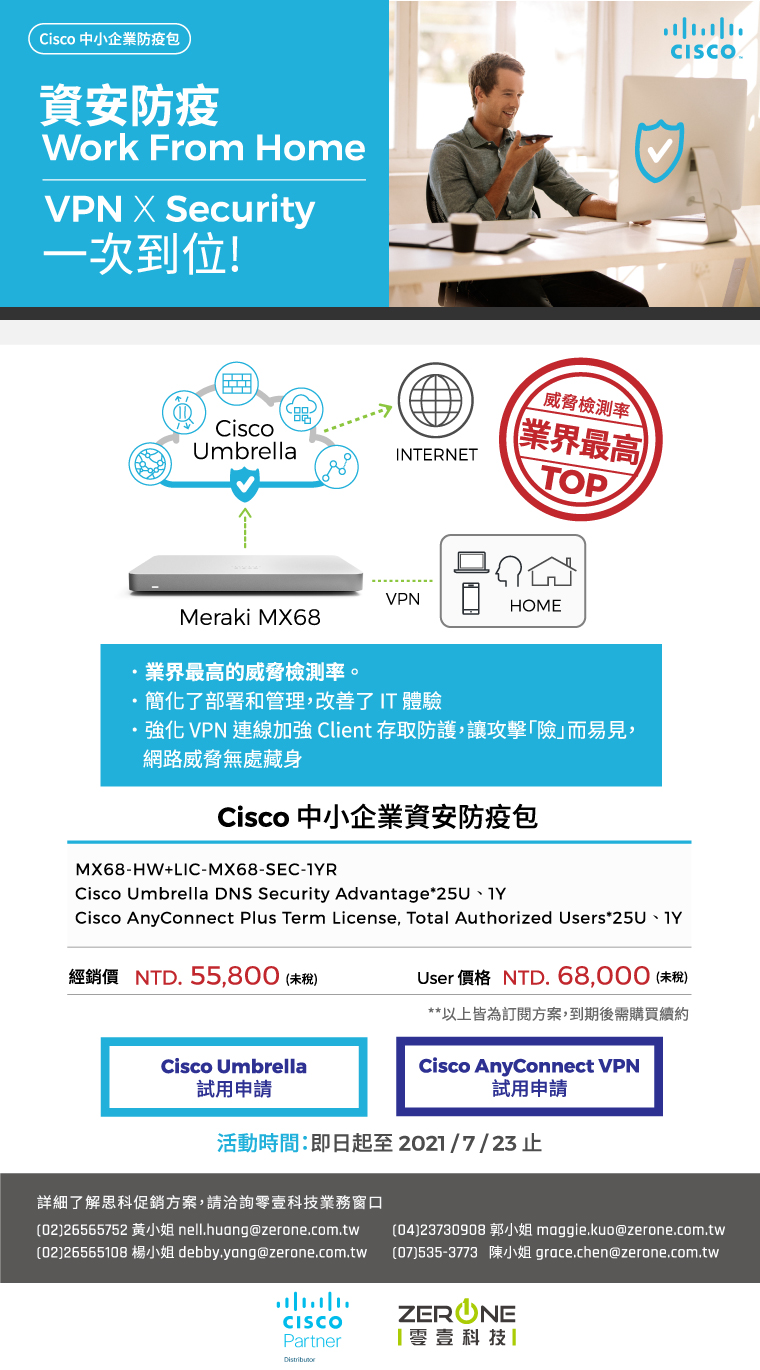 Cisco 中小企業防疫包
CISCO
資安防疫
Work From Home
VPN X Security
一次到位!
Cisco
Umbrella
INTERNET
威脅檢測率
業界最高
TOP
Meraki MX68
VPN
HOME
・業界最高的威脅檢測率。
・簡化了部署和管理，改善了 IT 體驗
・強化 VPN 連線加強 Client 存取防護，讓攻擊「險」而易見，
網路威脅無處藏身
Cisco 中小企業資安防疫包
MX68-HW+LIC-MX68-SEC-1YR
Cisco Umbrella DNS Security Advantage*25U、1Y
Cisco AnyConnect Plus Term License, Total Authorized Users*25U、1Y
經銷價 NTD. 55,800 (未稅)
User 價格 NTD. 68,000 (未稅)
**以上皆為訂閱方案，到期後需購買續約
Cisco Umbrella
試用申請
Cisco AnyConnect VPN
試用申請
活動時間：即日起至 2021 / 7 / 23 止
詳細了解思科促銷方案，請洽詢零壹科技業務窗口
(02)26565752 黃小姐 nell.huang@zerone.com.tw
(04)23730908 郭小姐 maggie.kuo@zerone.com.tw
(02)26565108 楊小姐 debby.yang@zerone.com.tw
(07)535-3773 陳小姐 grace.chen@zerone.com.tw
CISCO
Partner
Distributor
ZERONE
零壹科技